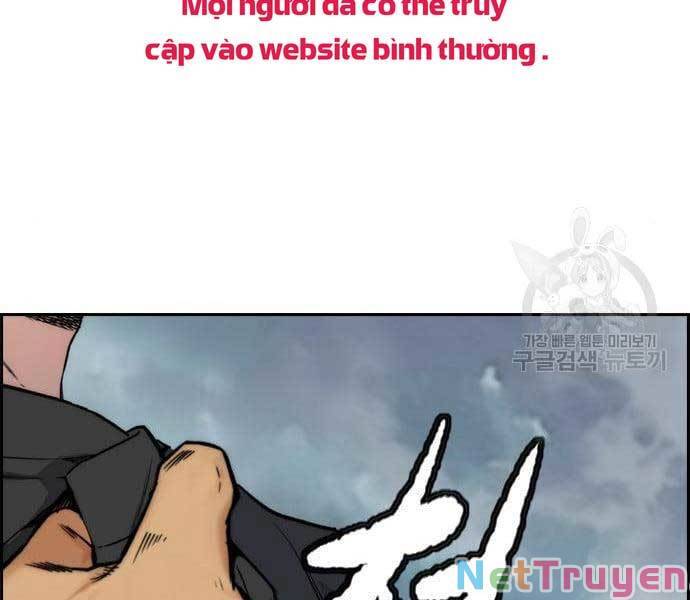 Mọi người đã có thể truy
cập vào website bình thường.
가장 빠른 웹툰 미리보기
구글검색 뉴토끼
NetTruyen